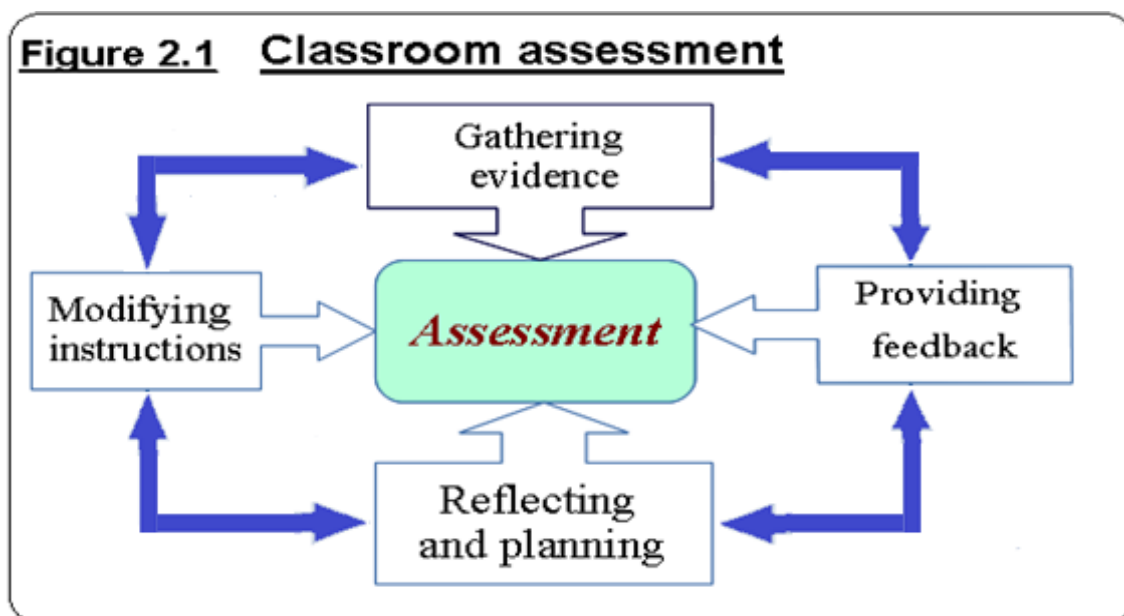 Figure 2.1 Classroom assessment
Gathering
evidence
Modifying
instructions
Assessment
Providing
feedback
Reflecting
and planning